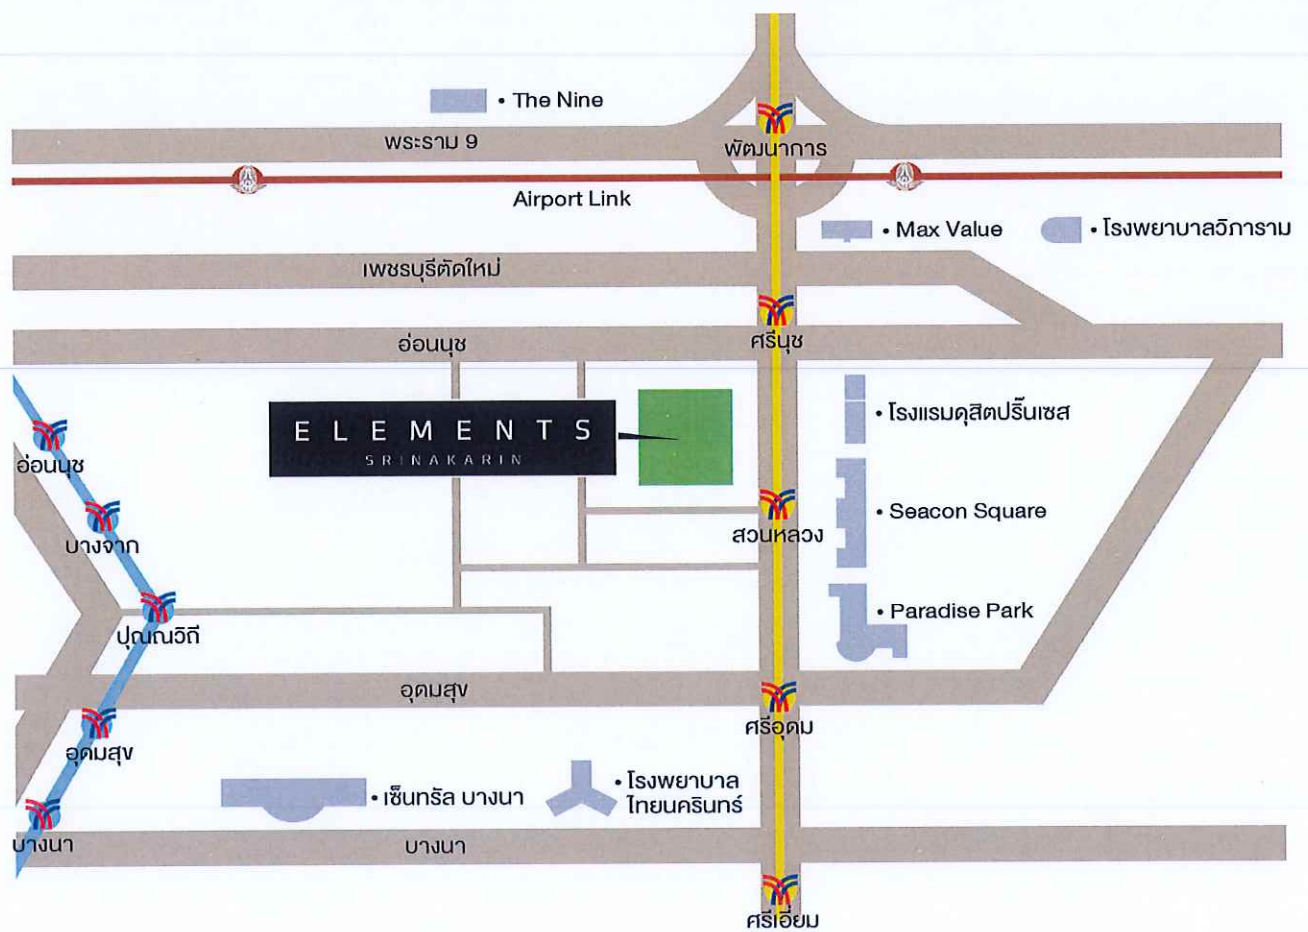 • The Nine
พระราม 9
พัฒนาการ
Airport Link
• Max Value
• โรงพยาบาลวิภาราม
เพชรบุรีตัดใหม่
อ่อนนุช
ศรีนุช
ELEMENTS
SRINAKARIN
• โรงแรมดุสิตปริ๊นเซส
อ่อนนุช
• Seacon Square
สวนหลวง
บางจาก
• Paradise Park
ปุณณวิถี
อุดมสุข
ศรีอุดม
อุดมสุข
• เซ็นทรัล บางนา
• โรงพยาบาล
ไทยนครินทร์
บางนา
บางนา
ศรีเอี่ยม